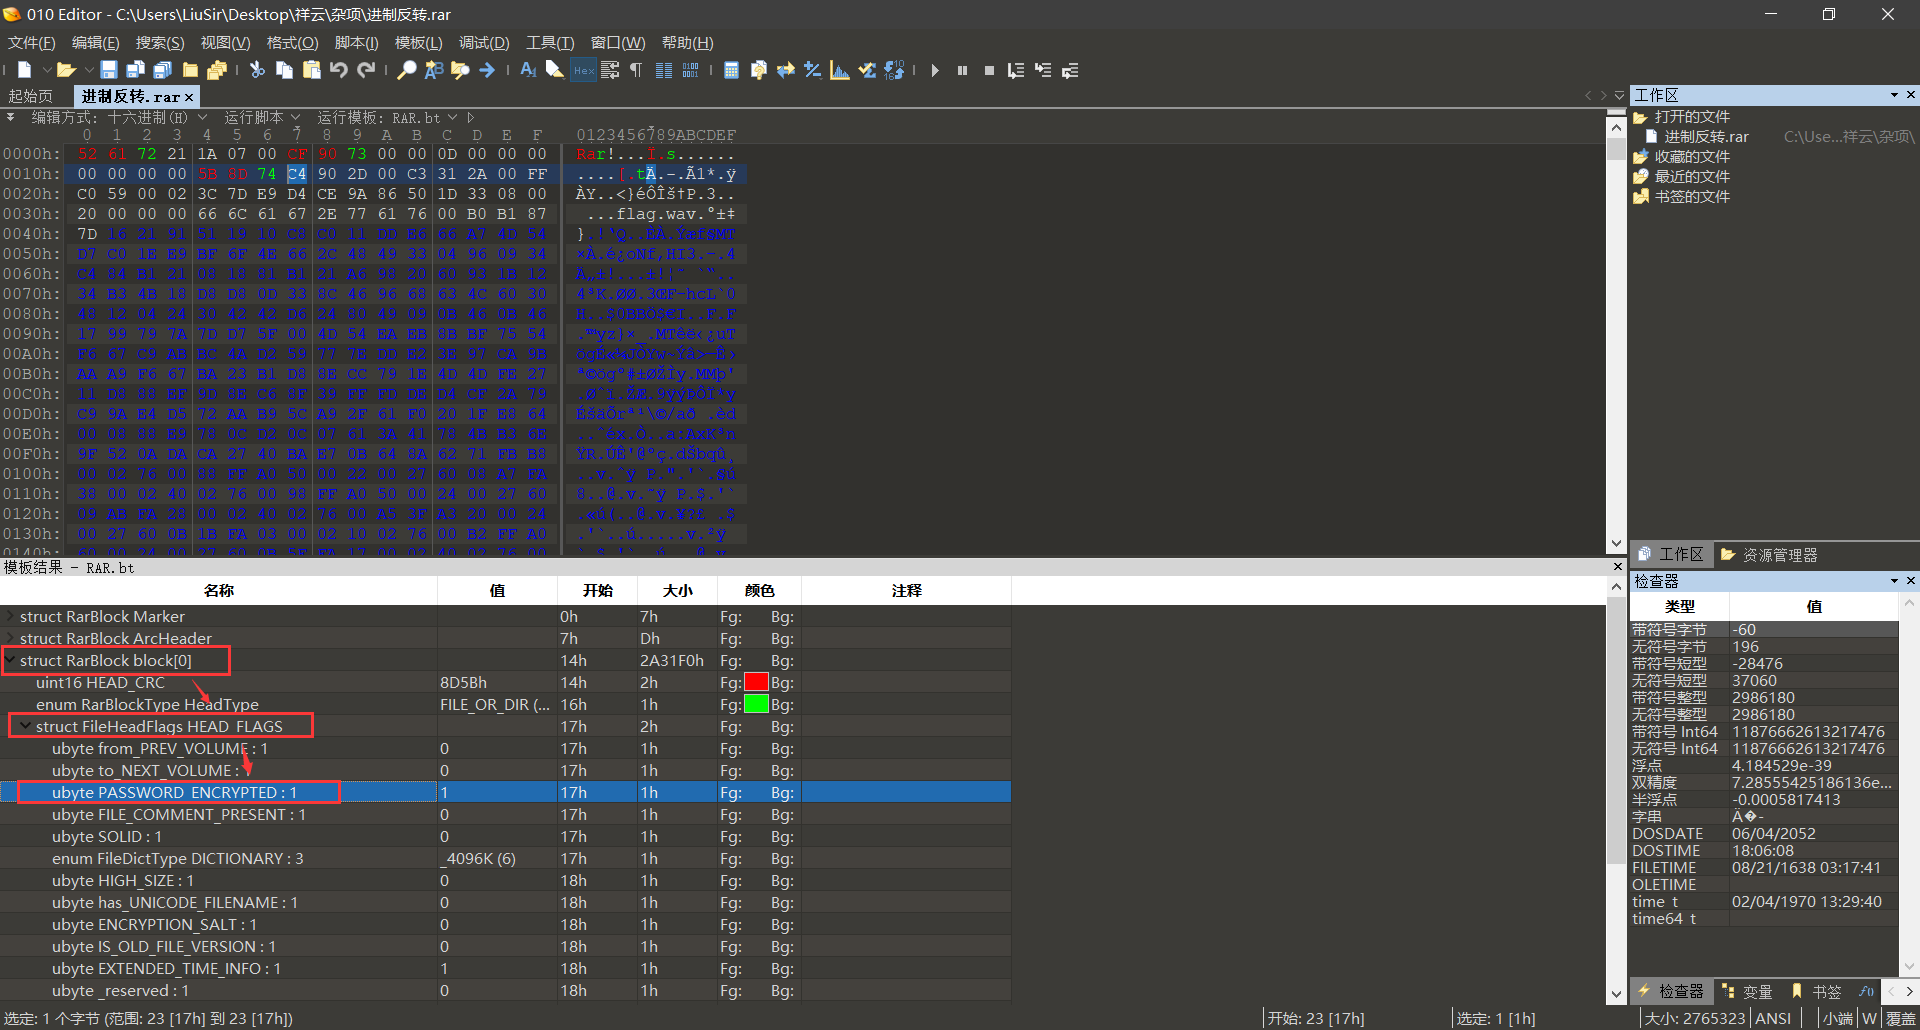 010 Editor - C:\Users\LiuSir\Desktop\祥云\杂项\进制反转.rar
文件(F) 编辑(E) 搜索(S) 视图(V) 格式(O) 脚本(I) 模板(L) 调试(D) 工具(T) 窗口(W) 帮助(H)
起始页 进制反转.rar ×
编辑方式: 十六进制(H) 运行脚本 运行模板: RAR.bt
0 1 2 3 4 5 6 7 8 9 A B C D E F 0123456789ABCDEF
0000h: 52 61 72 21 1A 07 00 CF 90 73 00 00 0D 00 00 00 Rar!...Ï.s......
0010h: 00 00 00 00 5B 8D 74 C4 90 2D 00 C3 31 2A 00 FF ....[.tÄ.-.Ã1*.ÿ
0020h: C0 59 00 02 3C 7D E9 D4 CE 9A 86 50 1D 33 08 00 ÀY..<}éÔÎš†P.3..
0030h: 20 00 00 00 66 6C 61 67 2E 77 61 76 00 B0 B1 87 ...flag.wav.°±‡
0040h: 7D 16 21 91 51 19 10 C8 C0 11 DD E6 66 A7 4D 54
0050h: D7 C0 1E E9 BF 6F 4E 66 2C 48 49 33 04 96 09 34
0060h: C4 84 B1 21 08 18 81 B1 21 A6 98 20 60 93 1B 12
0070h: 34 B3 4B 18 D8 D8 0D 33 8C 46 96 68 63 4C 60 30
0080h: 48 12 04 24 30 42 42 D6 24 80 49 09 0B 46 0B 46
0090h: 17 99 79 7A 7D D7 5F 00 4D 54 EA EB 8B BF 75 54
00A0h: F6 67 C9 AB BC 4A D2 59 77 7E DD E2 3E 97 CA 9B
00B0h: AA A9 F6 67 BA 23 B1 D8 8E CC 79 1E 4D 4D FE 27
00C0h: 11 D8 88 EF 9D 8E C6 8F 39 FF FD DE D4 CF 2A 79
00D0h: C9 9A E4 D5 72 AA B9 5C A9 2F 61 F0 20 1F E8 64
00E0h: 00 08 88 E9 78 0C D2 0C 07 61 3A 41 78 4B B3 6E
00F0h: 9F 52 0A DA CA 27 40 BA E7 0B 64 8A 62 71 FB B8
0100h: 00 02 76 00 88 FF A0 50 00 22 00 27 60 08 A7 FA
0110h: 38 00 02 40 02 76 00 98 FF A0 50 00 24 00 27 60
0120h: 09 AB FA 28 00 02 40 02 76 00 A5 3F A3 20 00 24
0130h: 00 27 60 0B 1B FA 03 00 02 10 02 76 00 B2 FF A0
模板结果 - RAR.bt
名称 值 开始 大小 颜色 注释
struct RarBlock Marker 0h 7h Fg: Bg:
struct RarBlock ArcHeader 7h Dh Fg: Bg:
struct RarBlock block[0] 14h 2A31F0h Fg: Bg:
uint16 HEAD_CRC 8D5Bh 14h 2h Fg: Bg:
enum RarBlockType HeadType FILE_OR_DIR (... 16h 1h Fg: Bg:
struct FileHeadFlags HEAD_FLAGS 17h 2h Fg: Bg:
ubyte from_PREV_VOLUME : 1 0 17h 1h Fg: Bg:
ubyte to_NEXT_VOLUME : 1 0 17h 1h Fg: Bg:
ubyte PASSWORD_ENCRYPTED : 1 1 17h 1h Fg: Bg:
ubyte FILE_COMMENT_PRESENT : 1 0 17h 1h Fg: Bg:
ubyte SOLID : 1 0 17h 1h Fg: Bg:
enum FileDictType DICTIONARY : 3 _4096K (6) 17h 1h Fg: Bg:
ubyte HIGH_SIZE : 1 0 18h 1h Fg: Bg:
ubyte has_UNICODE_FILENAME : 1 0 18h 1h Fg: Bg:
ubyte ENCRYPTION_SALT : 1 0 18h 1h Fg: Bg:
ubyte IS_OLD_FILE_VERSION : 1 0 18h 1h Fg: Bg:
ubyte EXTENDED_TIME_INFO : 1 1 18h 1h Fg: Bg:
ubyte _reserved : 1 0 18h 1h Fg: Bg:
工作区
打开的文件
进制反转.rar C:\Use...祥云\杂项\
收藏的文件
最近的文件
书签的文件
工作区 资源管理器
检查器
类型 值
带符号字节 -60
无符号字节 196
带符号短型 -28476
无符号短型 37060
带符号整型 2986180
无符号整型 2986180
带符号 Int64 11876662613217476
无符号 Int64 11876662613217476
浮点 4.184529e-39
双精度 7.28555425186136e...
半浮点 -0.0005817413
字串 Ä�-
DOSDATE 06/04/2052
DOSTIME 18:06:08
FILETIME 08/21/1638 03:17:41
OLETIME
time_t 02/04/1970 13:29:40
time64_t
检查器 变量 书签 f()
选定: 1 个字节 (范围: 23 [17h] 到 23 [17h]) 开始: 23 [17h] 选定: 1 [1h] 大小: 2765323 ANSI 小端 W 覆盖